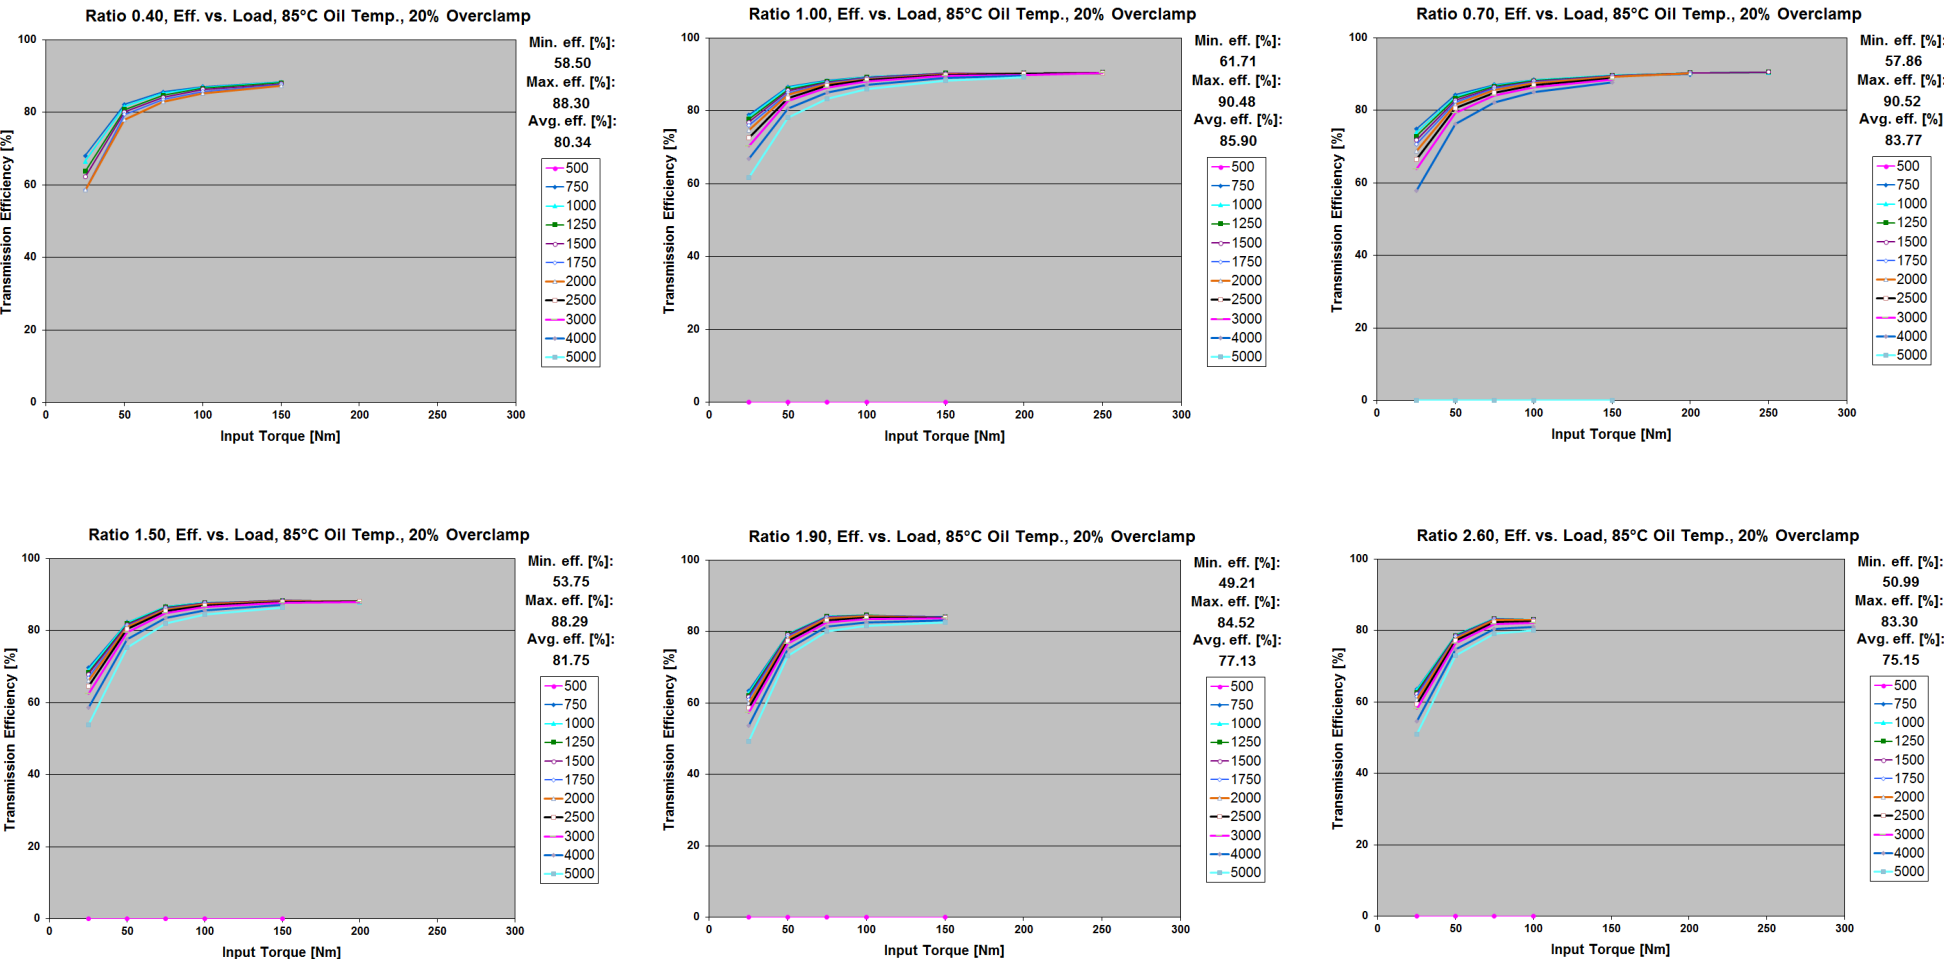 Ratio 0.40, Eff. vs. Load, 85°C Oil Temp., 20% Overclamp
Min. eff. [%]:
58.50
Max. eff. [%]:
88.30
Avg. eff. [%]:
80.34
Transmission Efficiency [%]
100
80
60
40
20
0
0 50 100 150 200 250 300
Input Torque [Nm]
500
750
1000
1250
1500
1750
2000
2500
3000
4000
5000
Ratio 1.00, Eff. vs. Load, 85°C Oil Temp., 20% Overclamp
Min. eff. [%]:
61.71
Max. eff. [%]:
90.48
Avg. eff. [%]:
85.90
Transmission Efficiency [%]
100
80
60
40
20
0
0 50 100 150 200 250 300
Input Torque [Nm]
500
750
1000
1250
1500
1750
2000
2500
3000
4000
5000
Ratio 0.70, Eff. vs. Load, 85°C Oil Temp., 20% Overclamp
Min. eff. [%]:
57.86
Max. eff. [%]:
90.52
Avg. eff. [%]:
83.77
Transmission Efficiency [%]
100
80
60
40
20
0
0 50 100 150 200 250 300
Input Torque [Nm]
500
750
1000
1250
1500
1750
2000
2500
3000
4000
5000
Ratio 1.50, Eff. vs. Load, 85°C Oil Temp., 20% Overclamp
Min. eff. [%]:
53.75
Max. eff. [%]:
88.29
Avg. eff. [%]:
81.75
Transmission Efficiency [%]
100
80
60
40
20
0
0 50 100 150 200 250 300
Input Torque [Nm]
500
750
1000
1250
1500
1750
2000
2500
3000
4000
5000
Ratio 1.90, Eff. vs. Load, 85°C Oil Temp., 20% Overclamp
Min. eff. [%]:
49.21
Max. eff. [%]:
84.52
Avg. eff. [%]:
77.13
Transmission Efficiency [%]
100
80
60
40
20
0
0 50 100 150 200 250 300
Input Torque [Nm]
500
750
1000
1250
1500
1750
2000
2500
3000
4000
5000
Ratio 2.60, Eff. vs. Load, 85°C Oil Temp., 20% Overclamp
Min. eff. [%]:
50.99
Max. eff. [%]:
83.30
Avg. eff. [%]:
75.15
Transmission Efficiency [%]
100
80
60
40
20
0
0 50 100 150 200 250 300
Input Torque [Nm]
500
750
1000
1250
1500
1750
2000
2500
3000
4000
5000